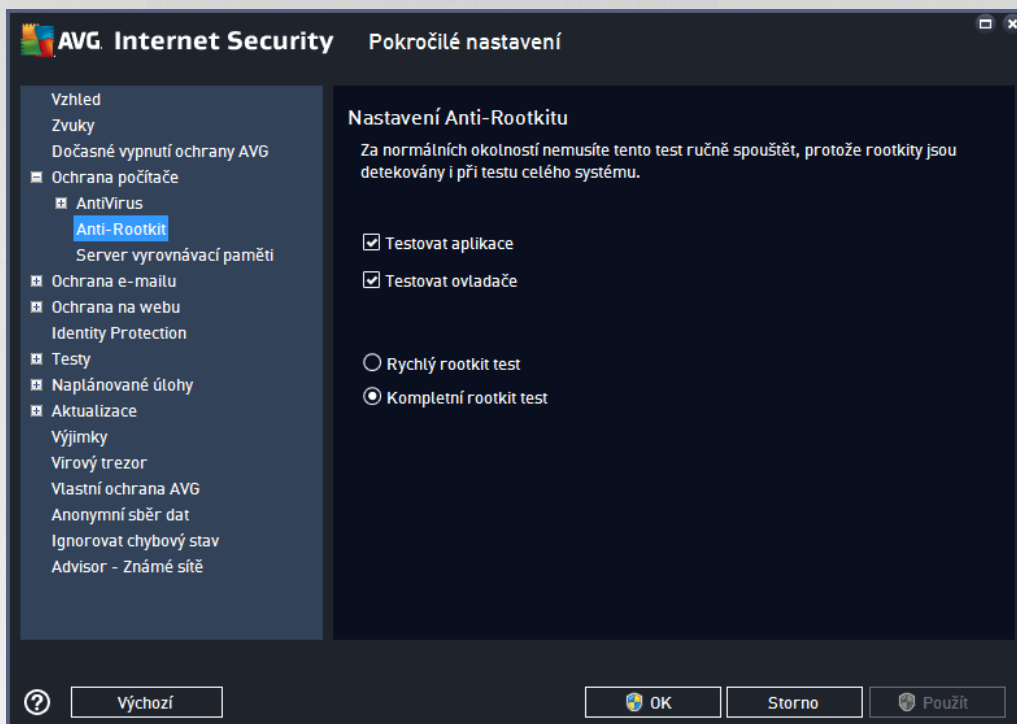 AVG. Internet Security Pokročilé nastavení
Vzhled
Zvuky
Dočasné vypnutí ochrany AVG
Ochrana počítače
AntiVirus
Anti-Rootkit
Server vyrovnávací paměti
Ochrana e-mailu
Ochrana na webu
Identity Protection
Testy
Naplánované úlohy
Aktualizace
Výjimky
Virový trezor
Vlastní ochrana AVG
Anonymní sběr dat
Ignorovat chybový stav
Advisor - Známé sítě
Nastavení Anti-Rootkitu
Za normálních okolností nemusíte tento test ručně spouštět, protože rootkity jsou
detekovány i při testu celého systému.
Testovat aplikace
Testovat ovladače
Rychlý rootkit test
Kompletní rootkit test
? Výchozí OK Storno Použít